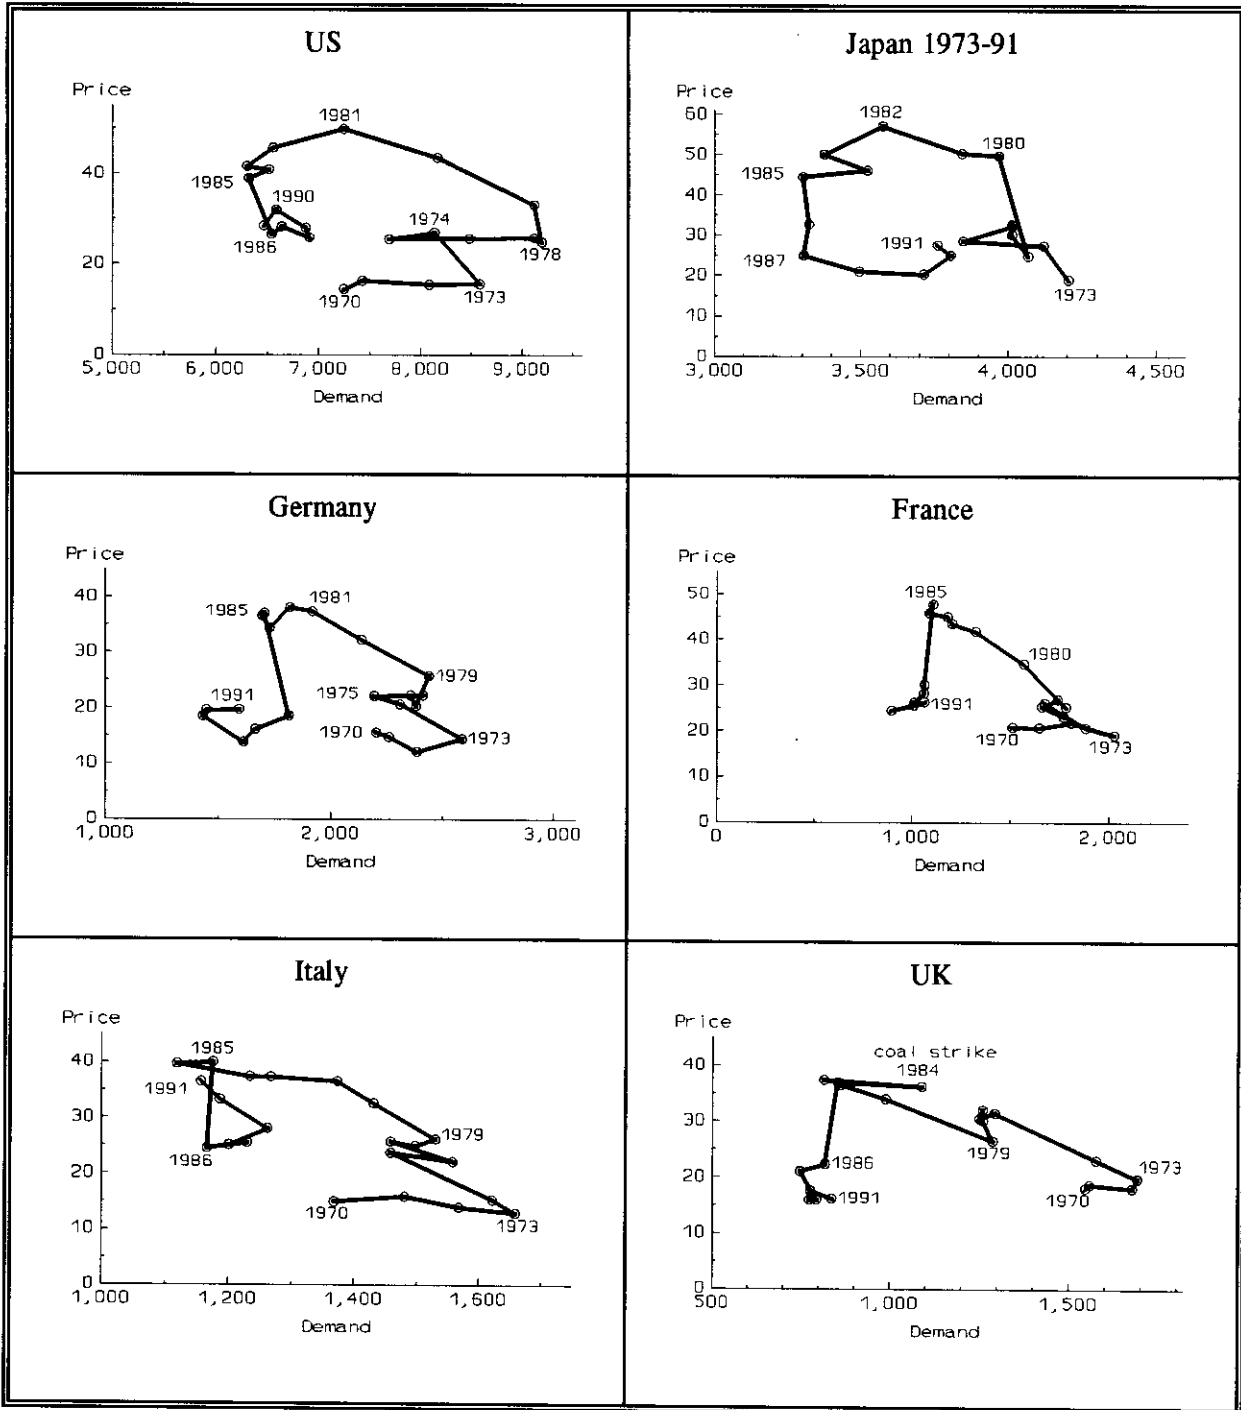 US
Price
1981
40
1985
1990
1974
1986
1978
20
1970
1973
0
5,000 6,000 7,000 8,000 9,000
Demand
Japan 1973-91
Price
60
1982
50
1980
40
1985
30
1991
1987
20
1973
10
0
3,000 3,500 4,000 4,500
Demand
Germany
Price
40
1985 1981
30
1979
1991 1975
20
1970
1973
10
0
1,000 2,000 3,000
Demand
France
Price
50
1985
40
1980
30
1991
20
1970
1973
10
0
0 1,000 2,000
Demand
Italy
Price
40
1985
1991
30
1979
1986
20
1970
1973
10
0
1,000 1,200 1,400 1,600
Demand
UK
Price
40
coal strike
1984
30
1979
1986
1973
20
1991
1970
10
0
500 1,000 1,500
Demand